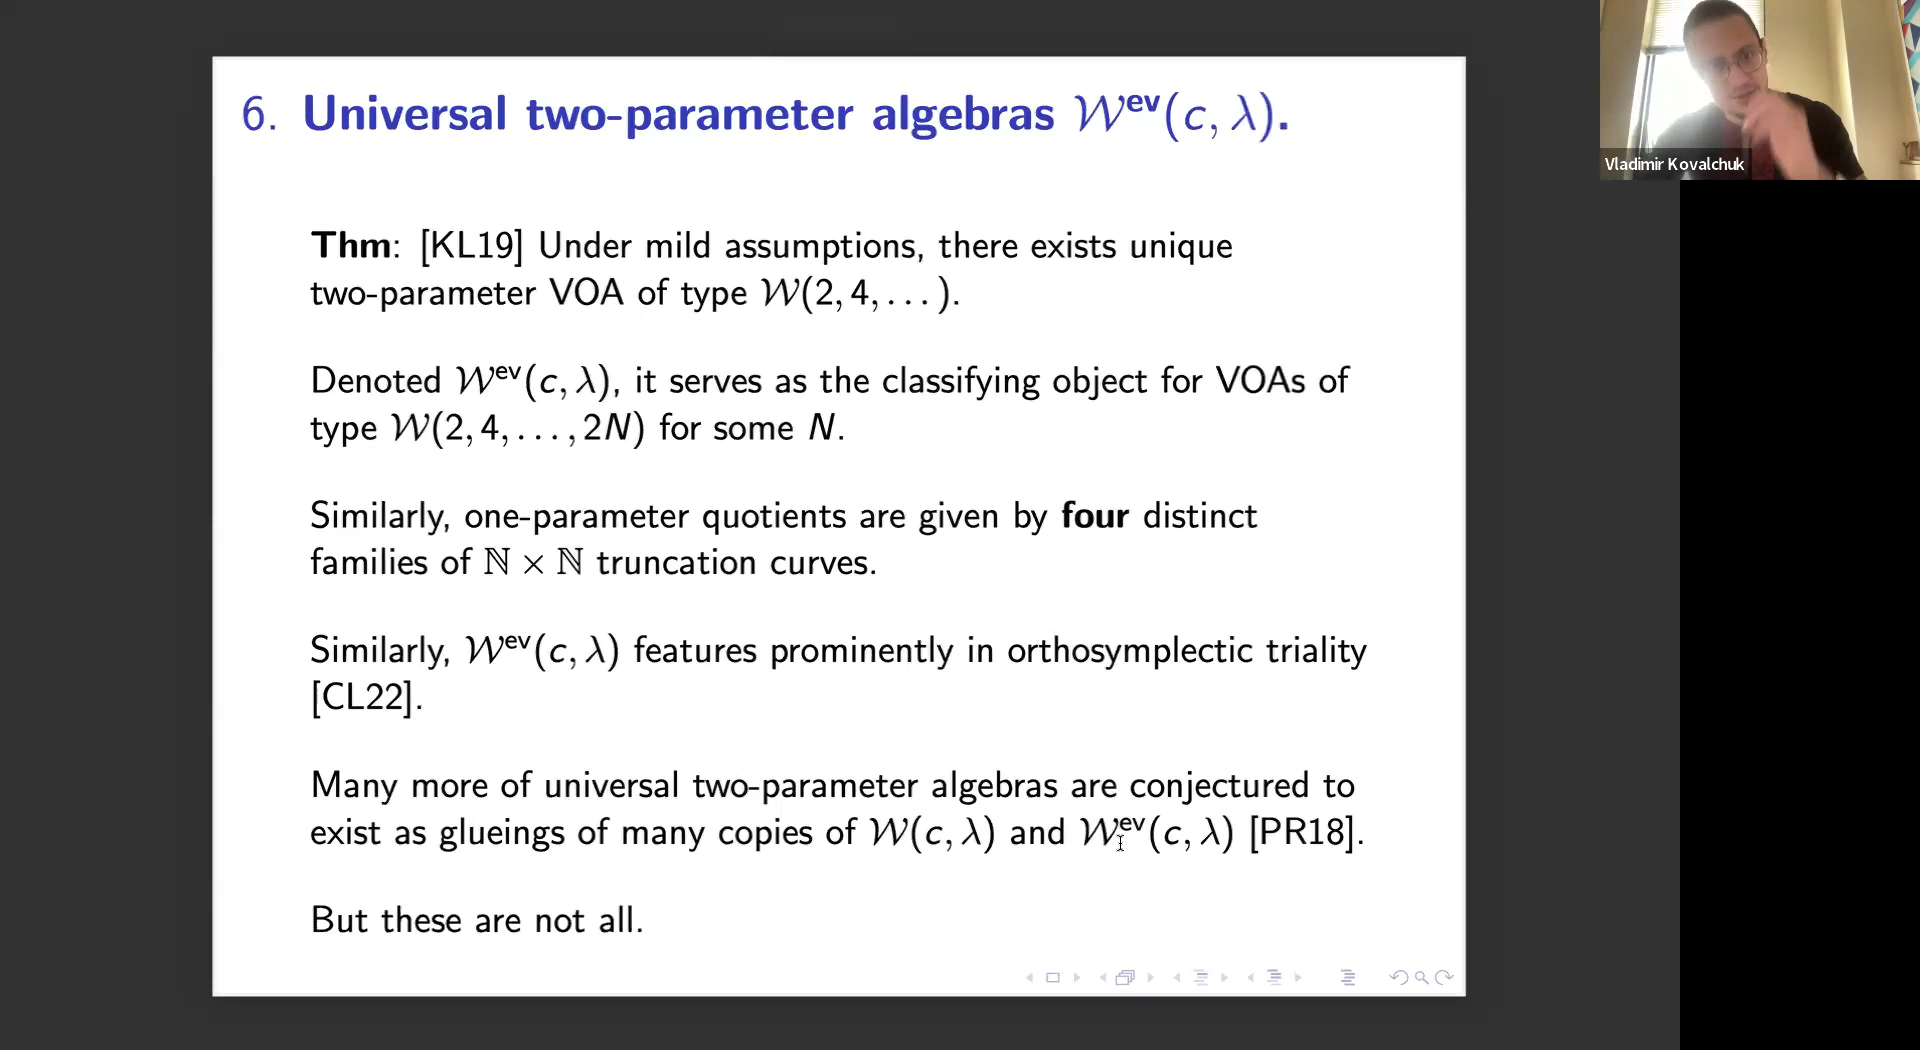 6. Universal two-parameter algebras 𝒲ᵉᵛ(c, λ).
Vladimir Kovalchuk
Thm: [KL19] Under mild assumptions, there exists unique
two-parameter VOA of type 𝒲(2, 4, . . . ).
Denoted 𝒲ᵉᵛ(c, λ), it serves as the classifying object for VOAs of
type 𝒲(2, 4, . . . , 2N) for some N.
Similarly, one-parameter quotients are given by four distinct
families of ℕ × ℕ truncation curves.
Similarly, 𝒲ᵉᵛ(c, λ) features prominently in orthosymplectic triality
[CL22].
Many more of universal two-parameter algebras are conjectured to
exist as glueings of many copies of 𝒲(c, λ) and 𝒲ᵉᵛ(c, λ) [PR18].
But these are not all.